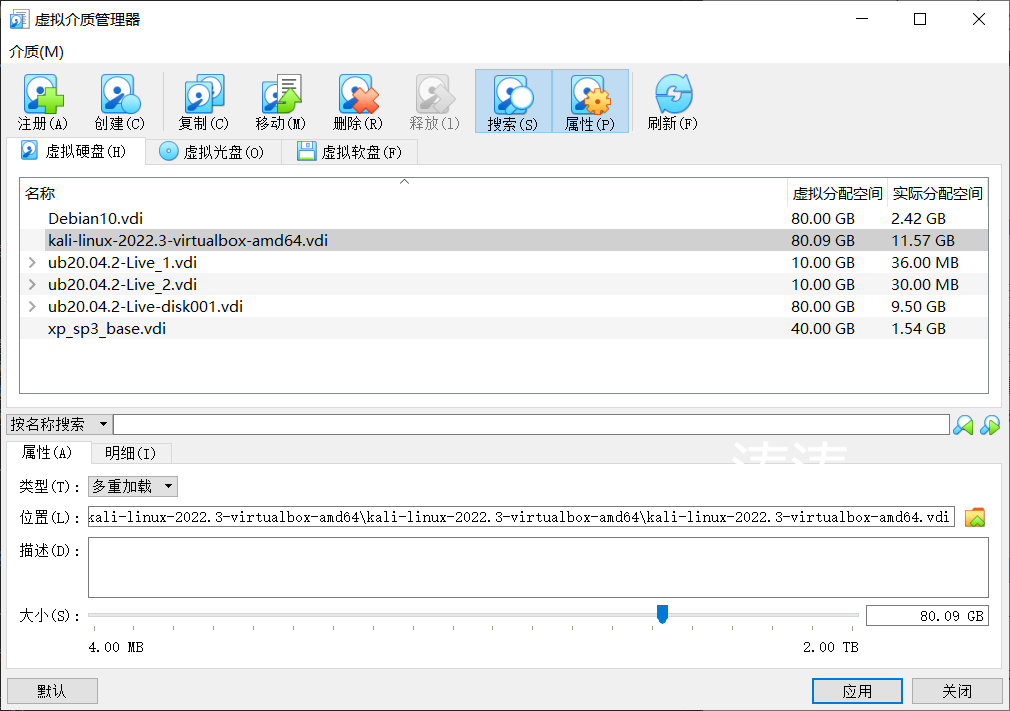 虚拟介质管理器
介质(M)
注册(A) 创建(C) 复制(C) 移动(M) 删除(R) 释放(l) 搜索(S) 属性(P) 刷新(F)
虚拟硬盘(H) 虚拟光盘(O) 虚拟软盘(F)
名称 虚拟分配空间 实际分配空间
Debian10.vdi 80.00 GB 2.42 GB
kali-linux-2022.3-virtualbox-amd64.vdi 80.09 GB 11.57 GB
ub20.04.2-Live_1.vdi 10.00 GB 36.00 MB
ub20.04.2-Live_2.vdi 10.00 GB 30.00 MB
ub20.04.2-Live-disk001.vdi 80.00 GB 9.50 GB
xp_sp3_base.vdi 40.00 GB 1.54 GB
按名称搜索
属性(A) 明细(I)
类型(T): 多重加载
位置(L): kali-linux-2022.3-virtualbox-amd64\kali-linux-2022.3-virtualbox-amd64\kali-linux-2022.3-virtualbox-amd64.vdi
描述(D):
大小(S): 80.09 GB
4.00 MB 2.00 TB
默认 应用 关闭